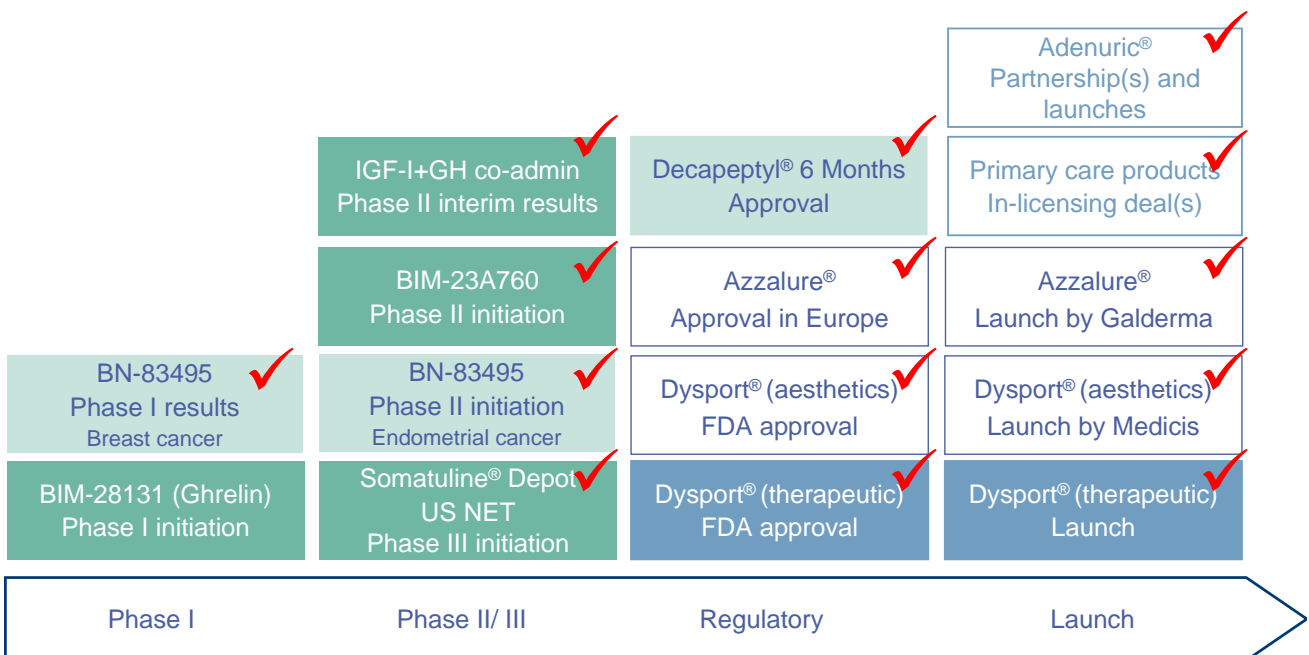 Adenuric®
Partnership(s) and
launches
IGF-I+GH co-admin
Phase II interim results
Decapeptyl® 6 Months
Approval
Primary care products
In-licensing deal(s)
BIM-23A760
Phase II initiation
Azzalure®
Approval in Europe
Azzalure®
Launch by Galderma
BN-83495
Phase I results
Breast cancer
BN-83495
Phase II initiation
Endometrial cancer
Dysport® (aesthetics)
FDA approval
Dysport® (aesthetics)
Launch by Medicis
BIM-28131 (Ghrelin)
Phase I initiation
Somatuline® Depot
US NET
Phase III initiation
Dysport® (therapeutic)
FDA approval
Dysport® (therapeutic)
Launch
Phase I
Phase II/ III
Regulatory
Launch